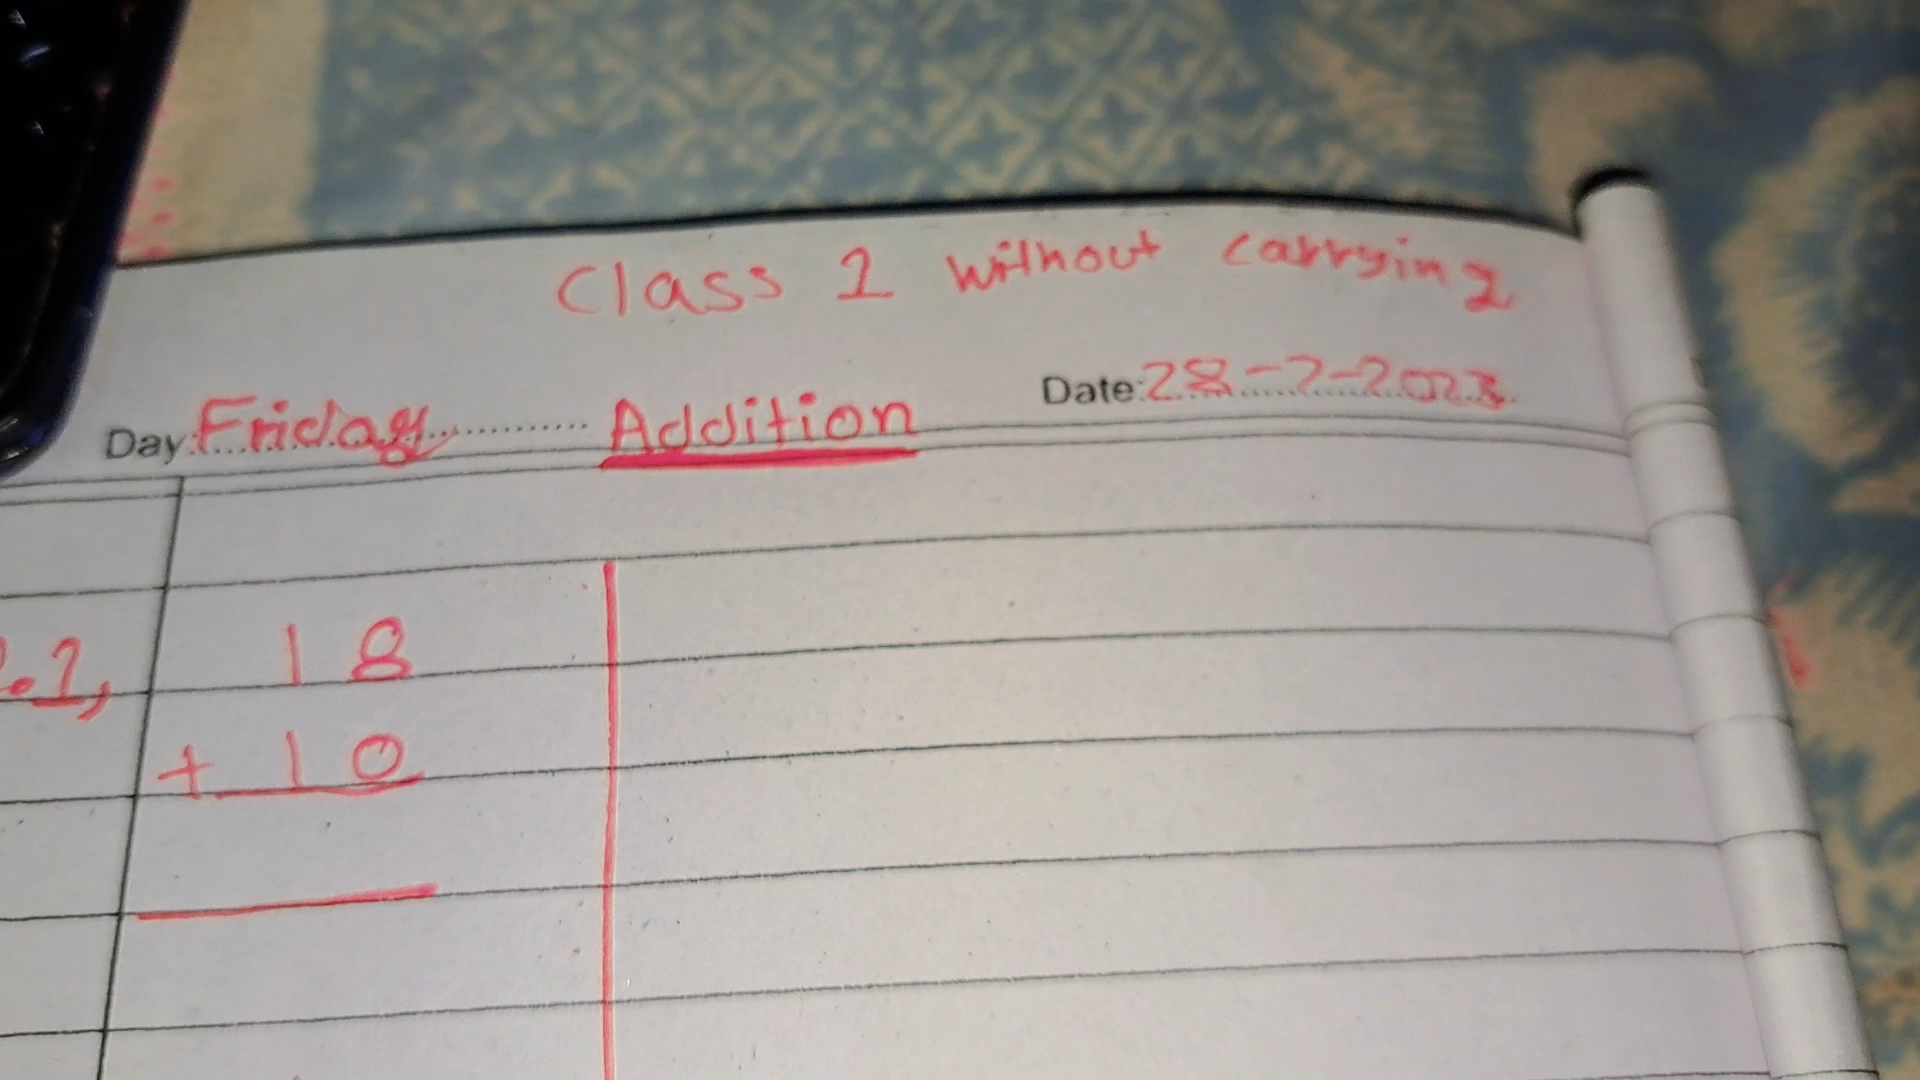 Class 1 without carrying
Day: Friday Addition Date: 28-7-2023
.1, 18
+ 10